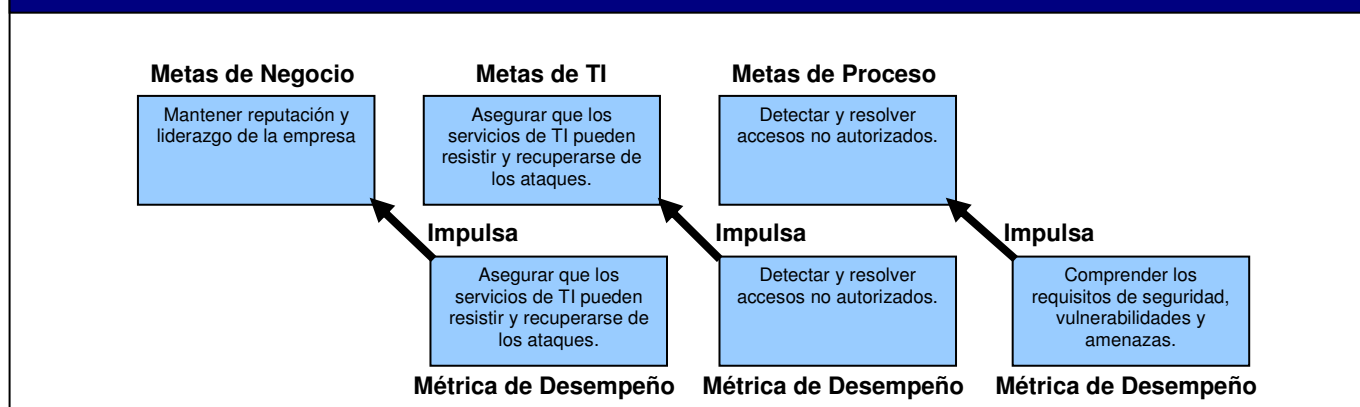 Metas de Negocio
Metas de TI
Metas de Proceso
Mantener reputación y
liderazgo de la empresa
Asegurar que los
servicios de TI pueden
resistir y recuperarse de
los ataques.
Detectar y resolver
accesos no autorizados.
Impulsa
Impulsa
Impulsa
Asegurar que los
servicios de TI pueden
resistir y recuperarse de
los ataques.
Detectar y resolver
accesos no autorizados.
Comprender los
requisitos de seguridad,
vulnerabilidades y
amenazas.
Métrica de Desempeño
Métrica de Desempeño
Métrica de Desempeño